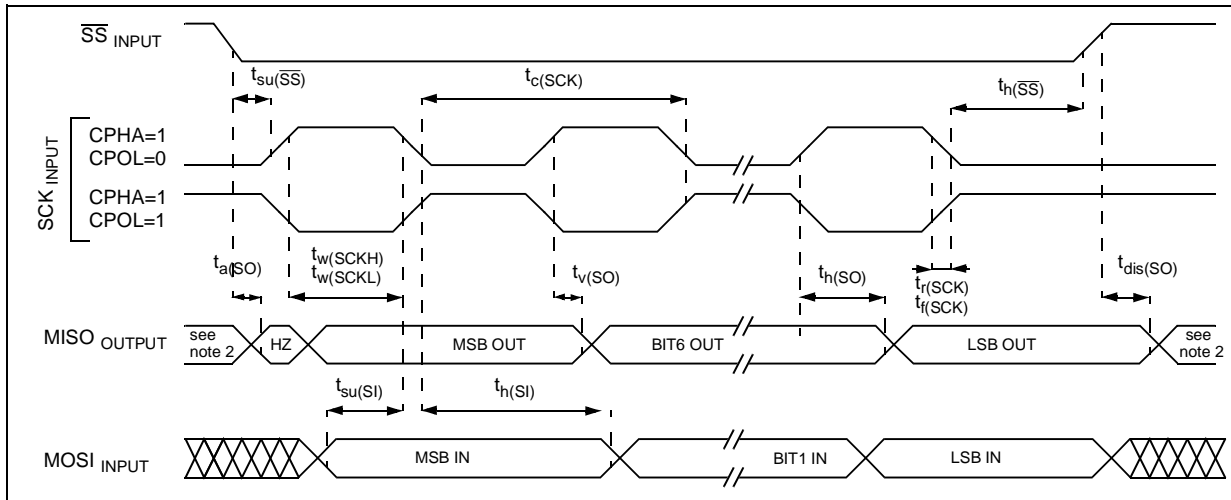 SS INPUT
tsu(SS)
tc(SCK)
th(SS)
SCK INPUT
CPHA=1
CPOL=0
CPHA=1
CPOL=1
ta(SO)
tw(SCKH)
tw(SCKL)
tv(SO)
th(SO)
tr(SCK)
tf(SCK)
tdis(SO)
MISO OUTPUT
see note 2
HZ
MSB OUT
BIT6 OUT
LSB OUT
see note 2
tsu(SI)
th(SI)
MOSI INPUT
MSB IN
BIT1 IN
LSB IN